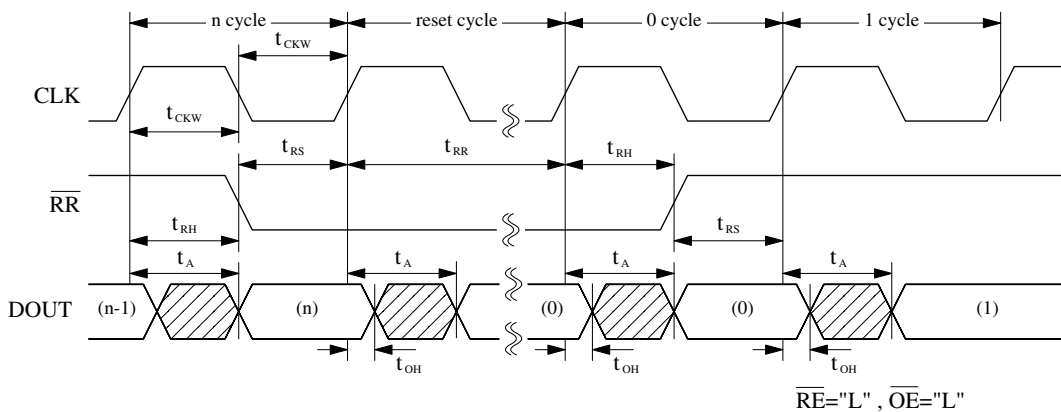 n cycle reset cycle 0 cycle 1 cycle
tCKW
CLK
tCKW
tRS tRR tRH
RR
tRH tRS
tA tA tA tA
DOUT (n-1) (n) (0) (0) (1)
tOH tOH tOH
RE="L" , OE="L"